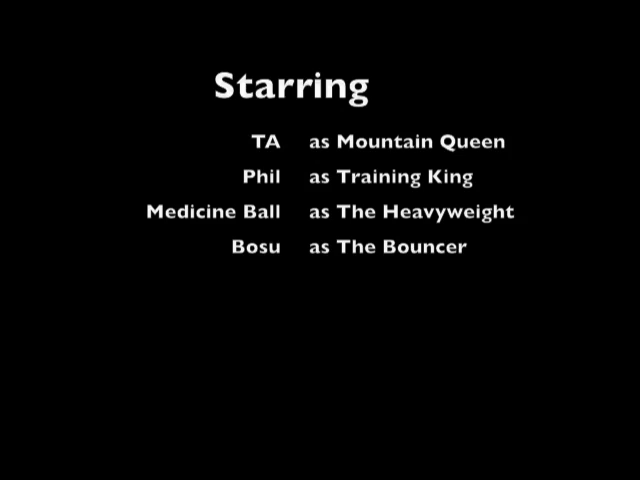 Starring
TA as Mountain Queen
Phil as Training King
Medicine Ball as The Heavyweight
Bosu as The Bouncer